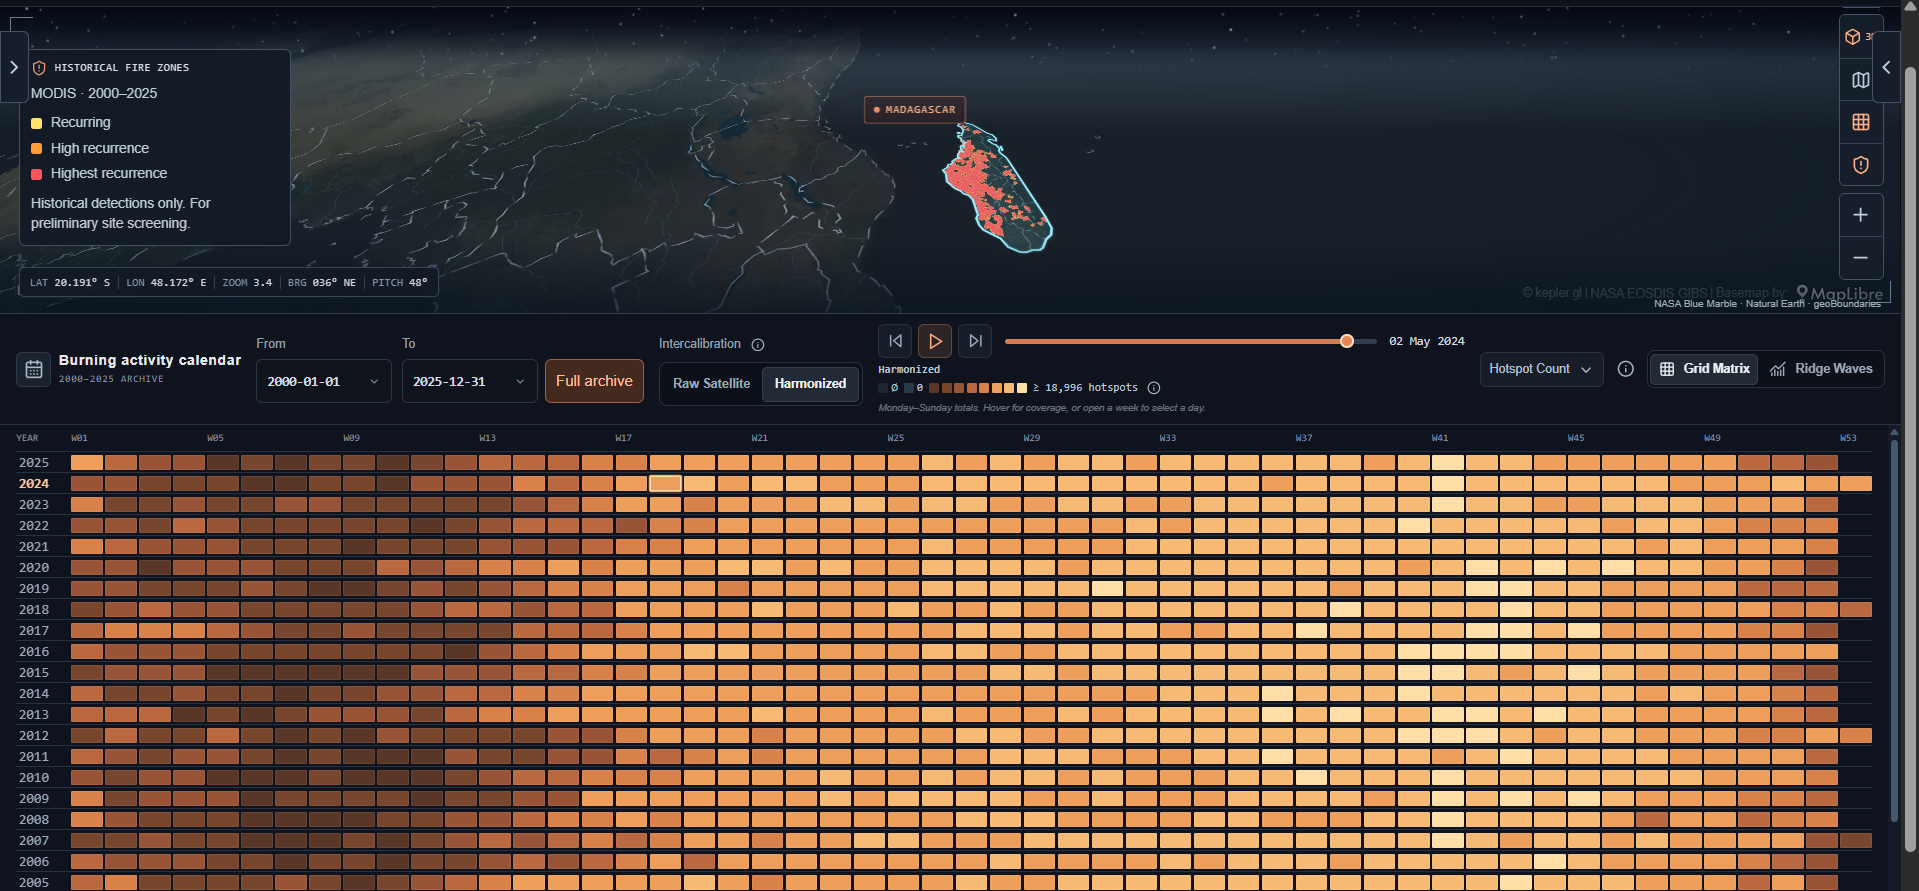 HISTORICAL FIRE ZONES
MODIS · 2000–2025
Recurring
High recurrence
Highest recurrence
Historical detections only. For
preliminary site screening.
MADAGASCAR
LAT 20.191° S LON 48.172° E ZOOM 3.4 BRG 036° NE PITCH 48°
© kepler.gl | NASA EOSDIS GIBS | Basemap by: MapLibre
NASA Blue Marble · Natural Earth · geoBoundaries
Burning activity calendar
2000–2025 ARCHIVE
From
2000-01-01
To
2025-12-31
Full archive
Intercalibration
Raw Satellite Harmonized
02 May 2024
Harmonized
Ø 0 ≥ 18,996 hotspots
Monday–Sunday totals. Hover for coverage, or open a week to select a day.
Hotspot Count
Grid Matrix Ridge Waves
YEAR W01 W05 W09 W13 W17 W21 W25 W29 W33 W37 W41 W45 W49 W53
2025
2024
2023
2022
2021
2020
2019
2018
2017
2016
2015
2014
2013
2012
2011
2010
2009
2008
2007
2006
2005